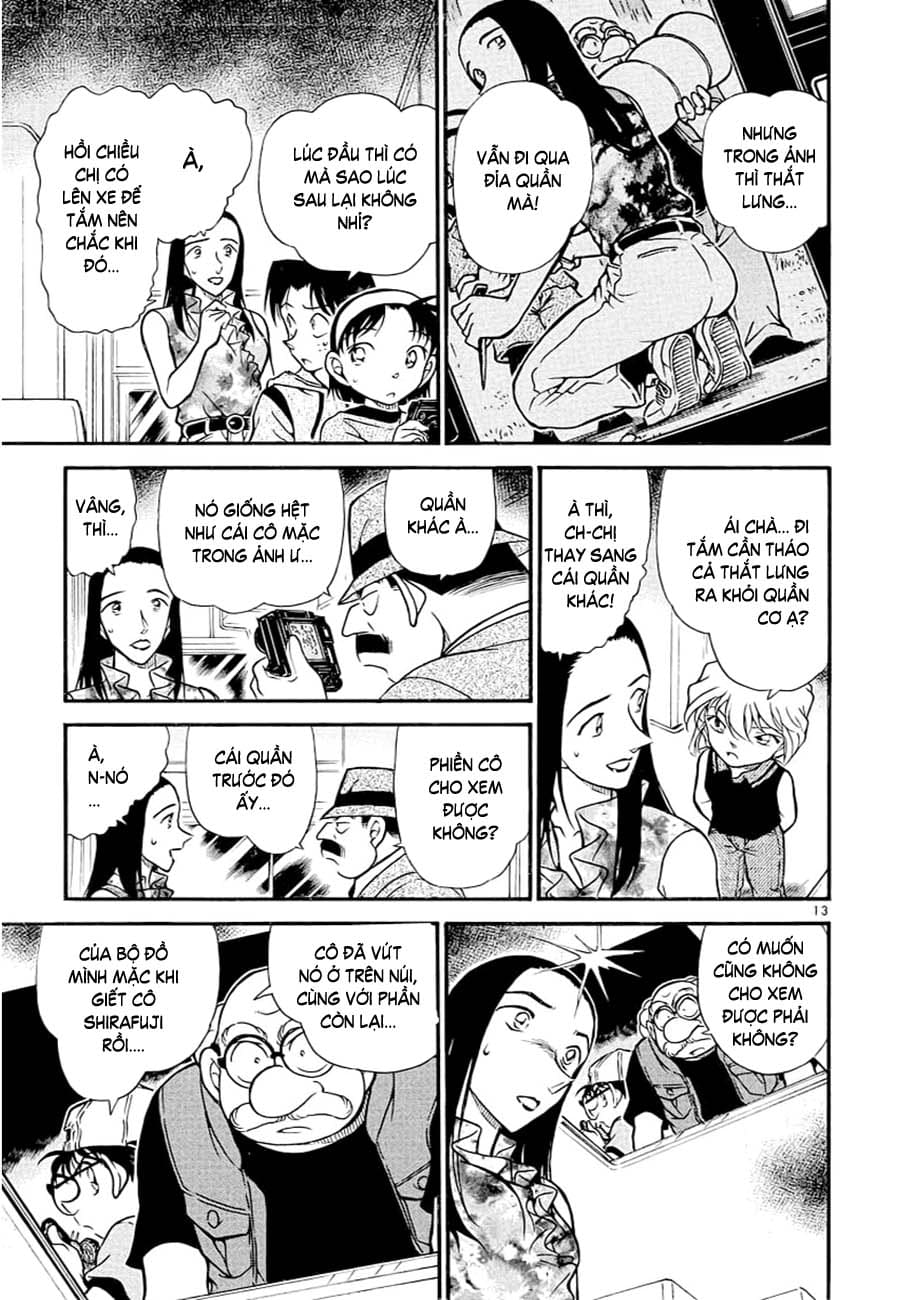 NHƯNG
TRONG ẢNH
THÌ THẮT
LƯNG...
VẪN ĐI QUA
ĐỈA QUẦN
MÀ!
LÚC ĐẦU THÌ CÓ
MÀ SAO LÚC
SAU LẠI KHÔNG
NHỈ?
À,
HỒI CHIỀU
CHỊ CÓ
LÊN XE ĐỂ
TẮM NÊN
CHẮC KHI
ĐÓ...
ÁI CHÀ... ĐI
TẮM CẦN THÁO
CẢ THẮT LƯNG
RA KHỎI QUẦN
CƠ Ạ?
À THÌ,
CH-CHỊ
THAY SANG
CÁI QUẦN
KHÁC!
QUẦN
KHÁC À...
NÓ GIỐNG HỆT
NHƯ CÁI CÔ MẶC
TRONG ẢNH Ư...
VÂNG,
THÌ...
PHIỀN CÔ
CHO XEM
ĐƯỢC
KHÔNG?
CÁI QUẦN
TRƯỚC ĐÓ
ẤY...
À,
N-NÓ
...
13
CÓ MUỐN
CŨNG KHÔNG
CHO XEM
ĐƯỢC PHẢI
KHÔNG?
CÔ ĐÃ VỨT
NÓ Ở TRÊN NÚI,
CÙNG VỚI PHẦN
CÒN LẠI...
CỦA BỘ ĐỒ
MÌNH MẶC KHI
GIẾT CÔ
SHIRAFUJI
RỒI....